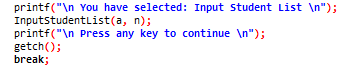 printf("\n You have selected: Input Student List \n");
InputStudentList(a, n);
printf("\n Press any key to continue \n");
getch();
break;